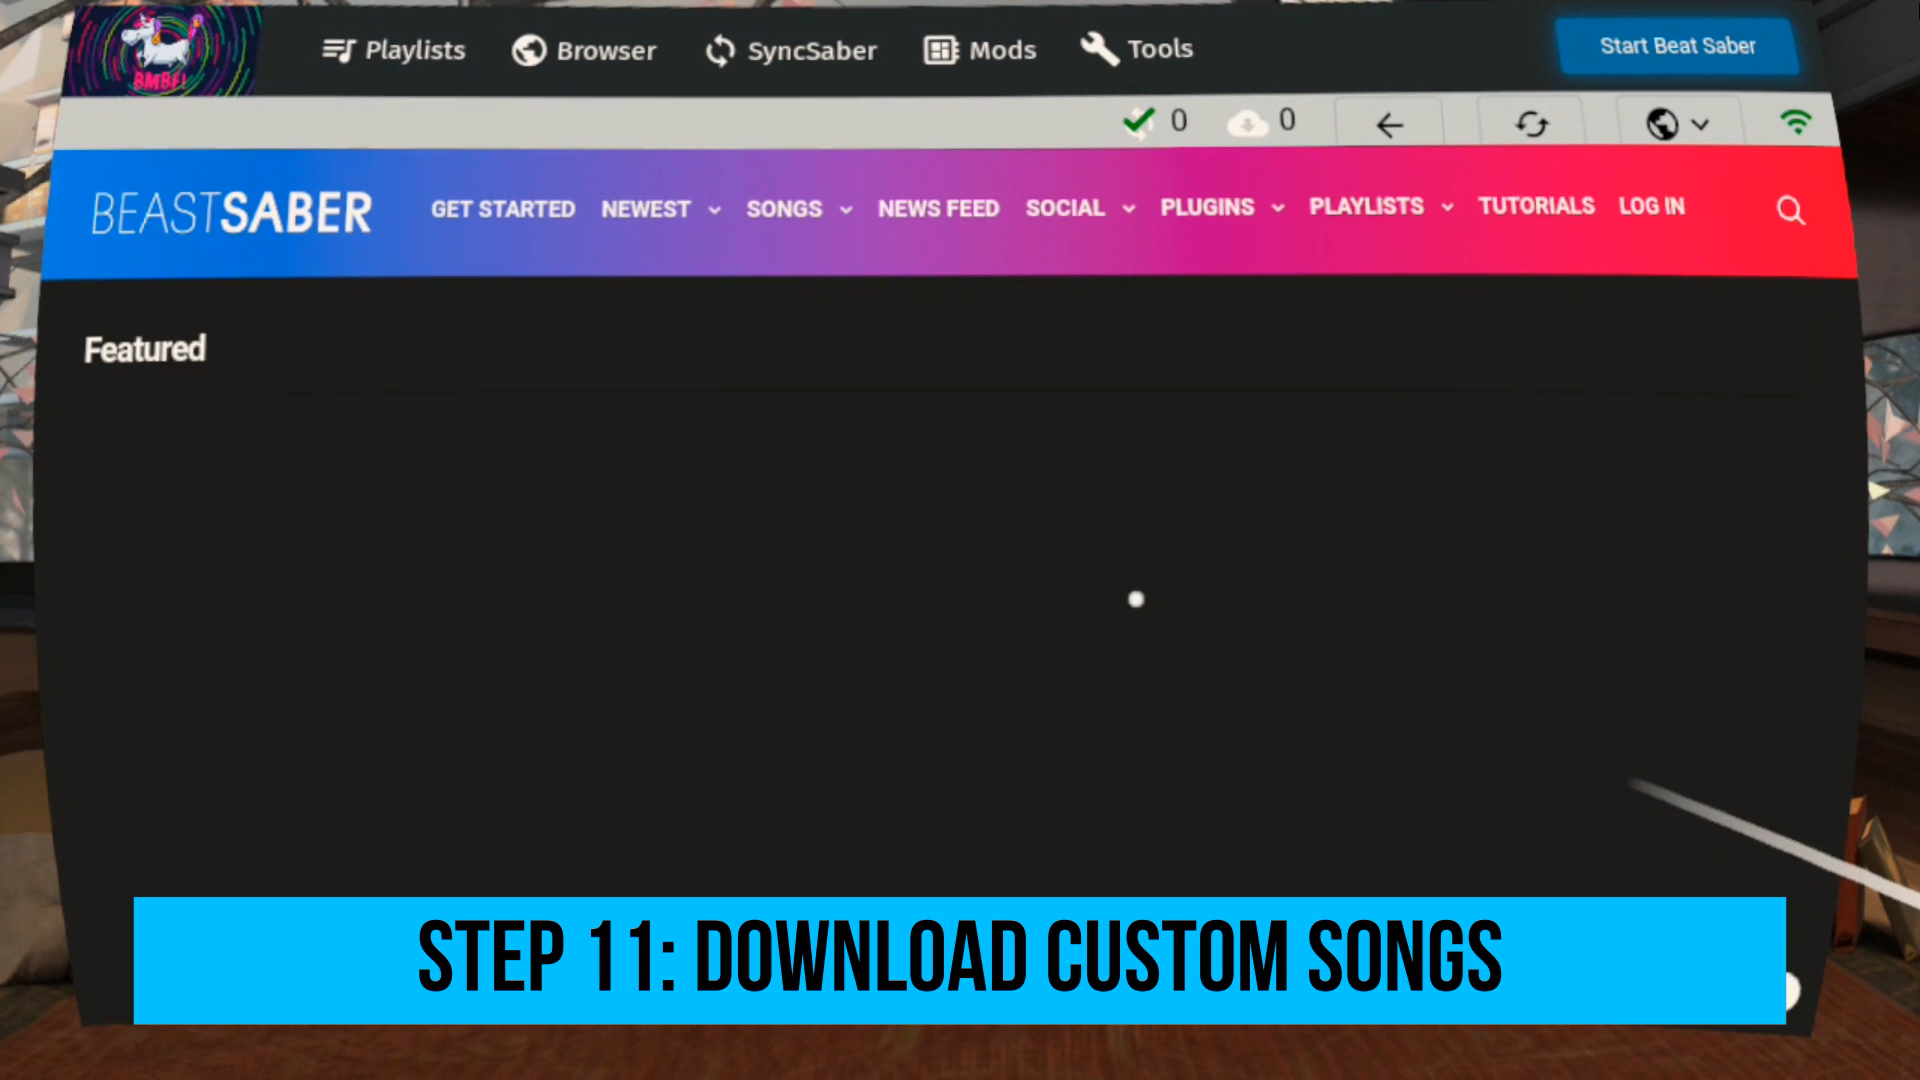 BMBF!
Playlists Browser SyncSaber Mods Tools Start Beat Saber
0 0
BEASTSABER GET STARTED NEWEST SONGS NEWS FEED SOCIAL PLUGINS PLAYLISTS TUTORIALS LOG IN
Featured
STEP 11: DOWNLOAD CUSTOM SONGS